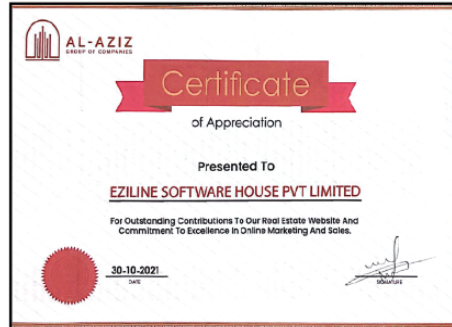 AL-AZIZ
GROUP OF COMPANIES
Certificate
of Appreciation
Presented To
EZILINE SOFTWARE HOUSE PVT LIMITED
For Outstanding Contributions To Our Real Estate Website And
Commitment To Excellence In Online Marketing And Sales.
30-10-2021
DATE
SIGNATURE